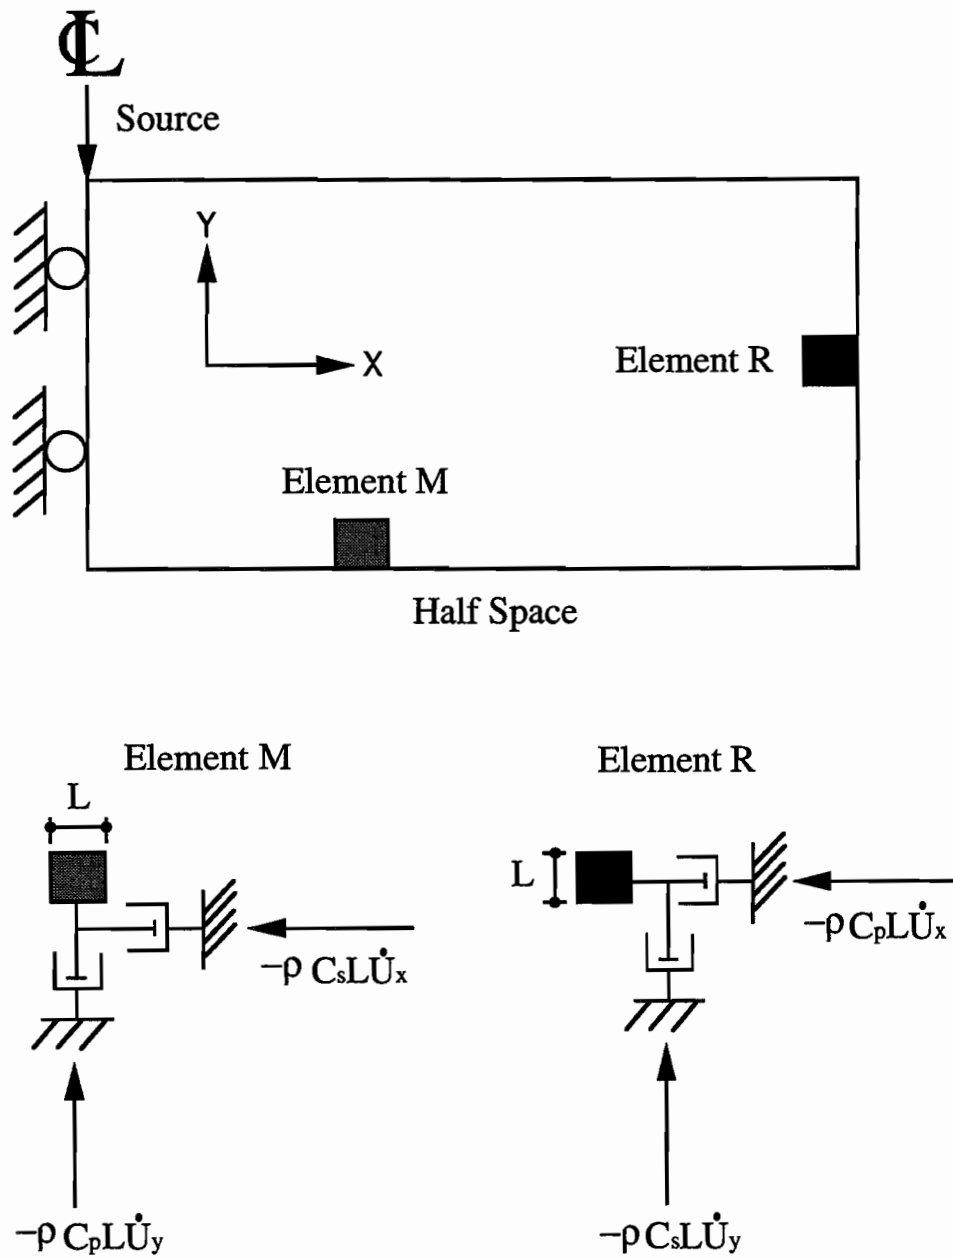 ℄
Source
Y
X
Element R
Element M
Half Space
Element M
Element R
L
L
−ρ CₛLU̇ₓ
−ρ CₚLU̇ₓ
−ρ CₚLU̇y
−ρ CₛLU̇y